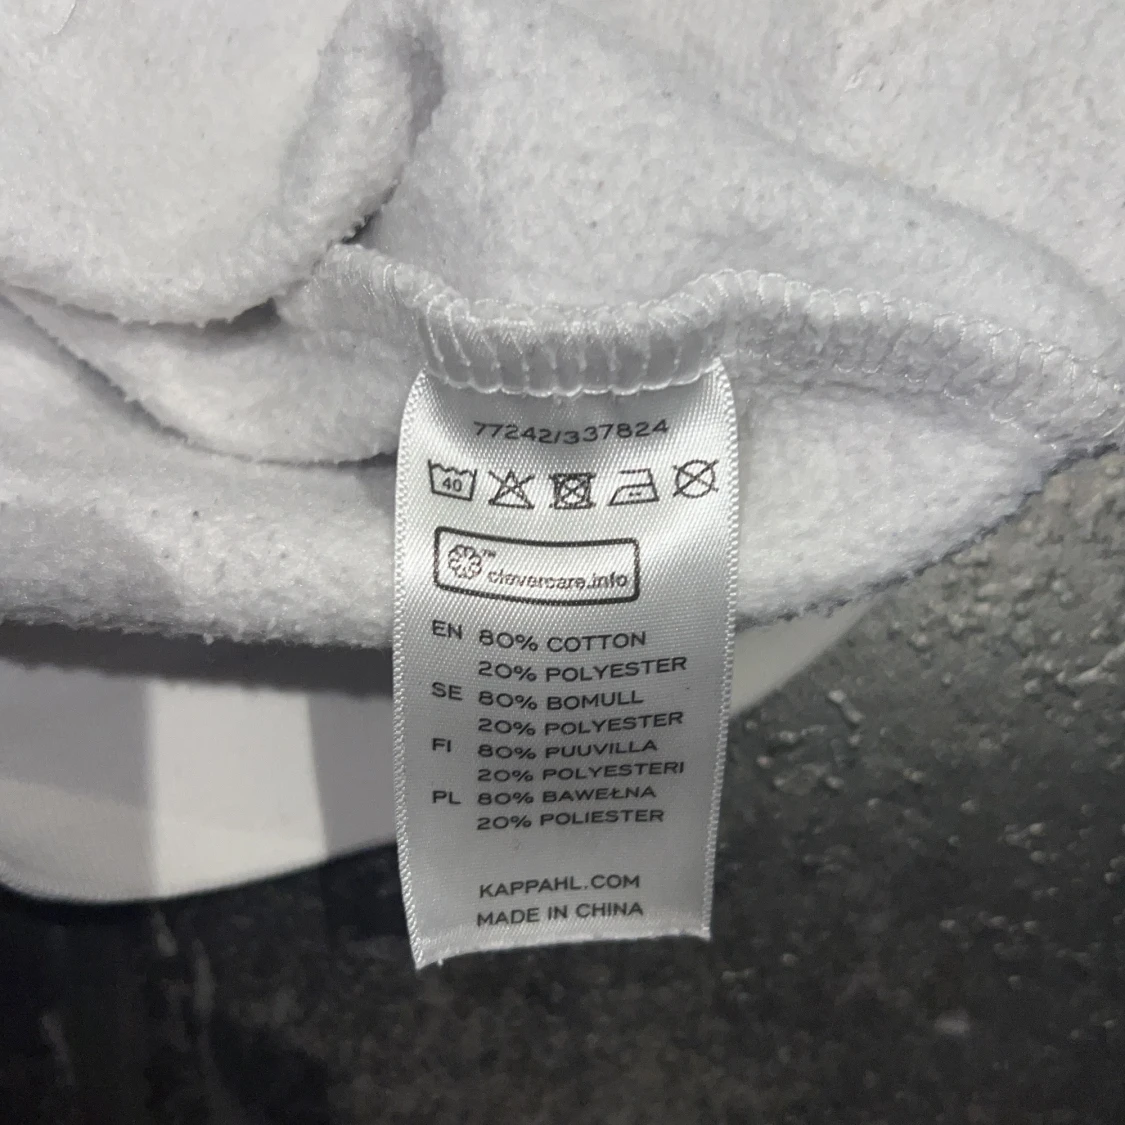 77242/337824
40
™
clevercare.info
EN 80% COTTON
20% POLYESTER
SE 80% BOMULL
20% POLYESTER
FI 80% PUUVILLA
20% POLYESTERI
PL 80% BAWEŁNA
20% POLIESTER
KAPPAHL.COM
MADE IN CHINA